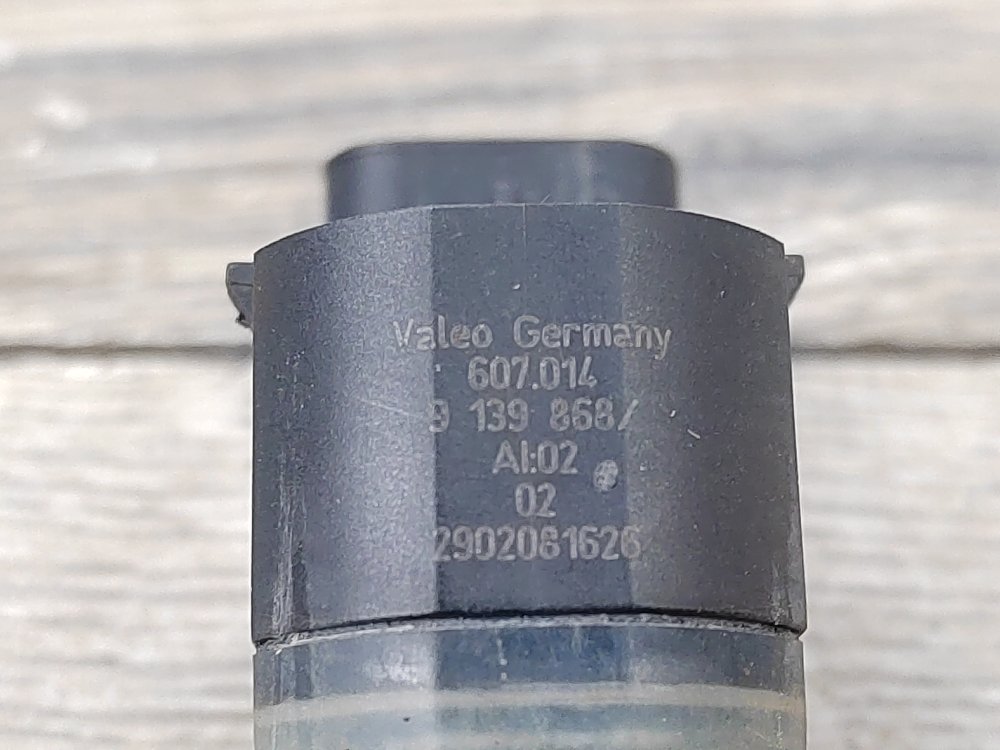 Valeo Germany
607.014
9 139 868/
AI:02
02
2902081626